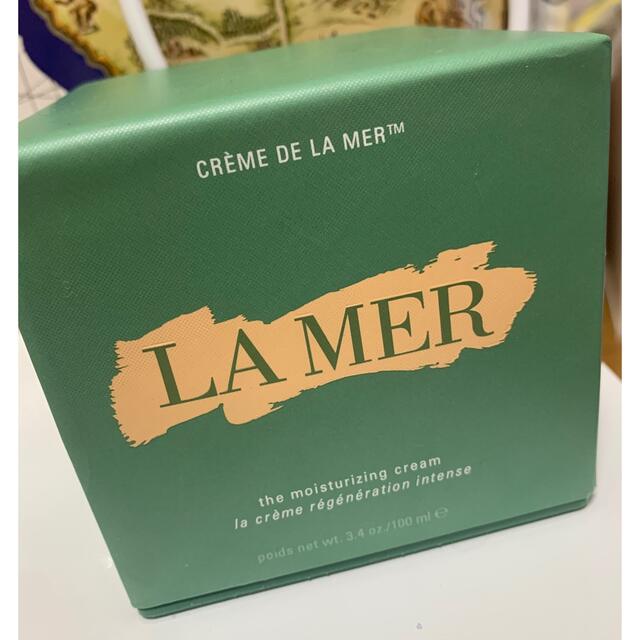 CRÈME DE LA MER™
LA MER
the moisturizing cream
la crème régénération intense
poids net wt. 3.4 oz./100 ml ℮